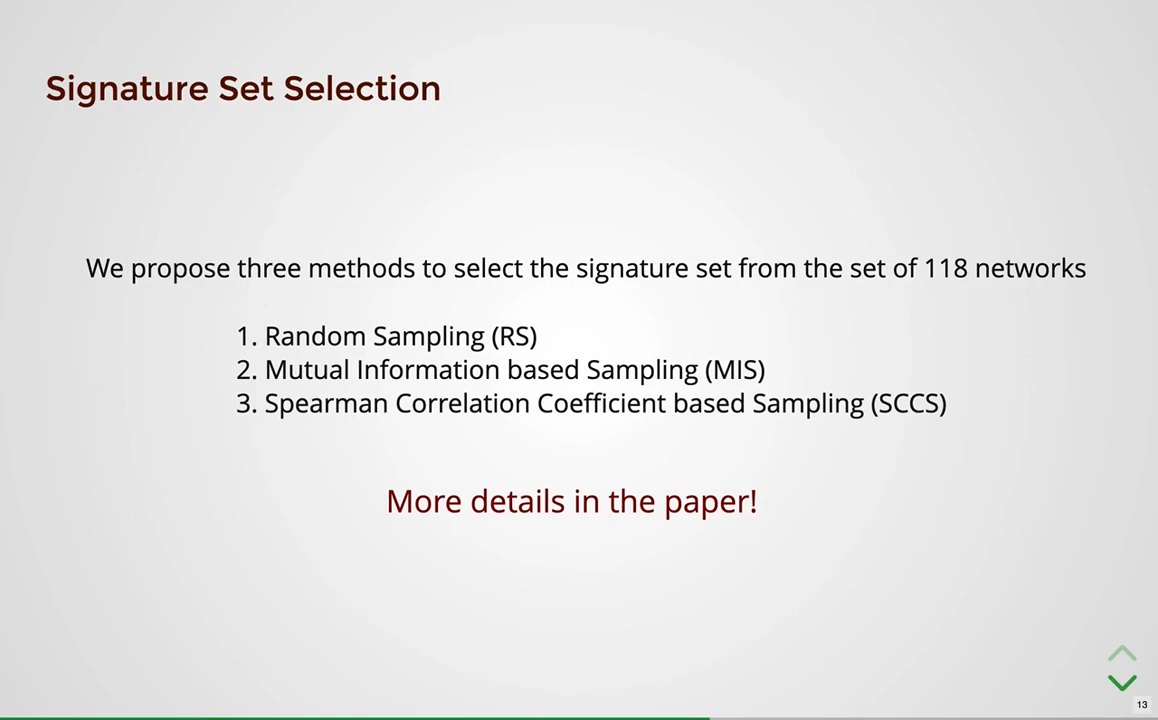 Signature Set Selection
We propose three methods to select the signature set from the set of 118 networks
1. Random Sampling (RS)
2. Mutual Information based Sampling (MIS)
3. Spearman Correlation Coefficient based Sampling (SCCS)
More details in the paper!
13